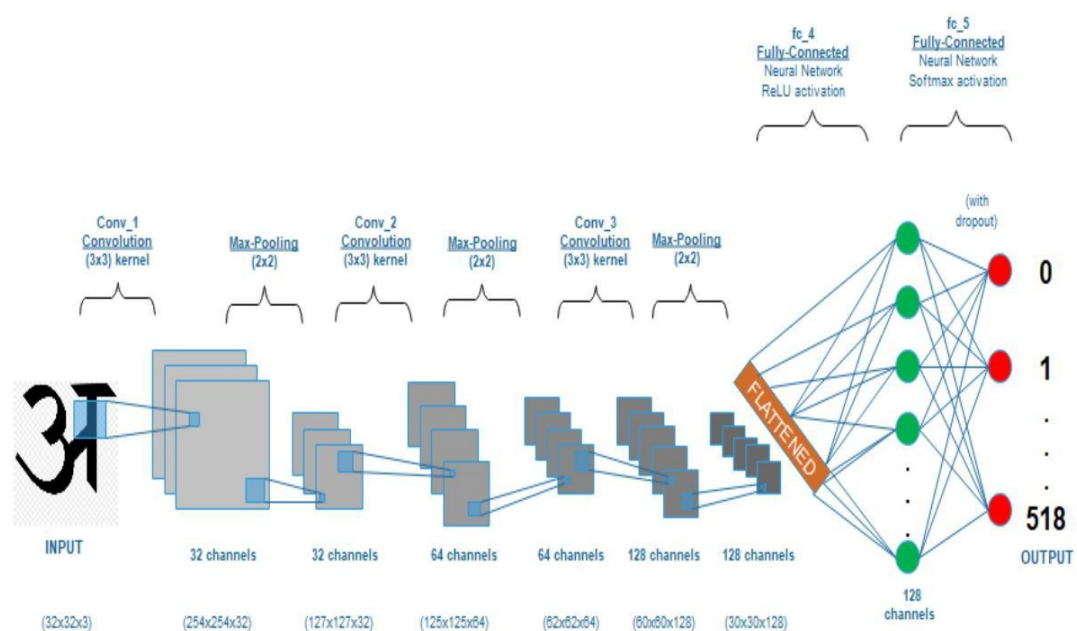 fc_4
Fully-Connected
Neural Network
ReLU activation
fc_5
Fully-Connected
Neural Network
Softmax activation
Conv_1
Convolution
(3x3) kernel
Max-Pooling
(2x2)
Conv_2
Convolution
(3x3) kernel
Max-Pooling
(2x2)
Conv_3
Convolution
(3x3) kernel
Max-Pooling
(2x2)
(with
dropout)
अ
FLATTENED
0
1
.
.
.
518
INPUT
32 channels
32 channels
64 channels
64 channels
128 channels
128 channels
128
channels
OUTPUT
(32x32x3)
(254x254x32)
(127x127x32)
(125x125x64)
(62x62x64)
(60x60x128)
(30x30x128)